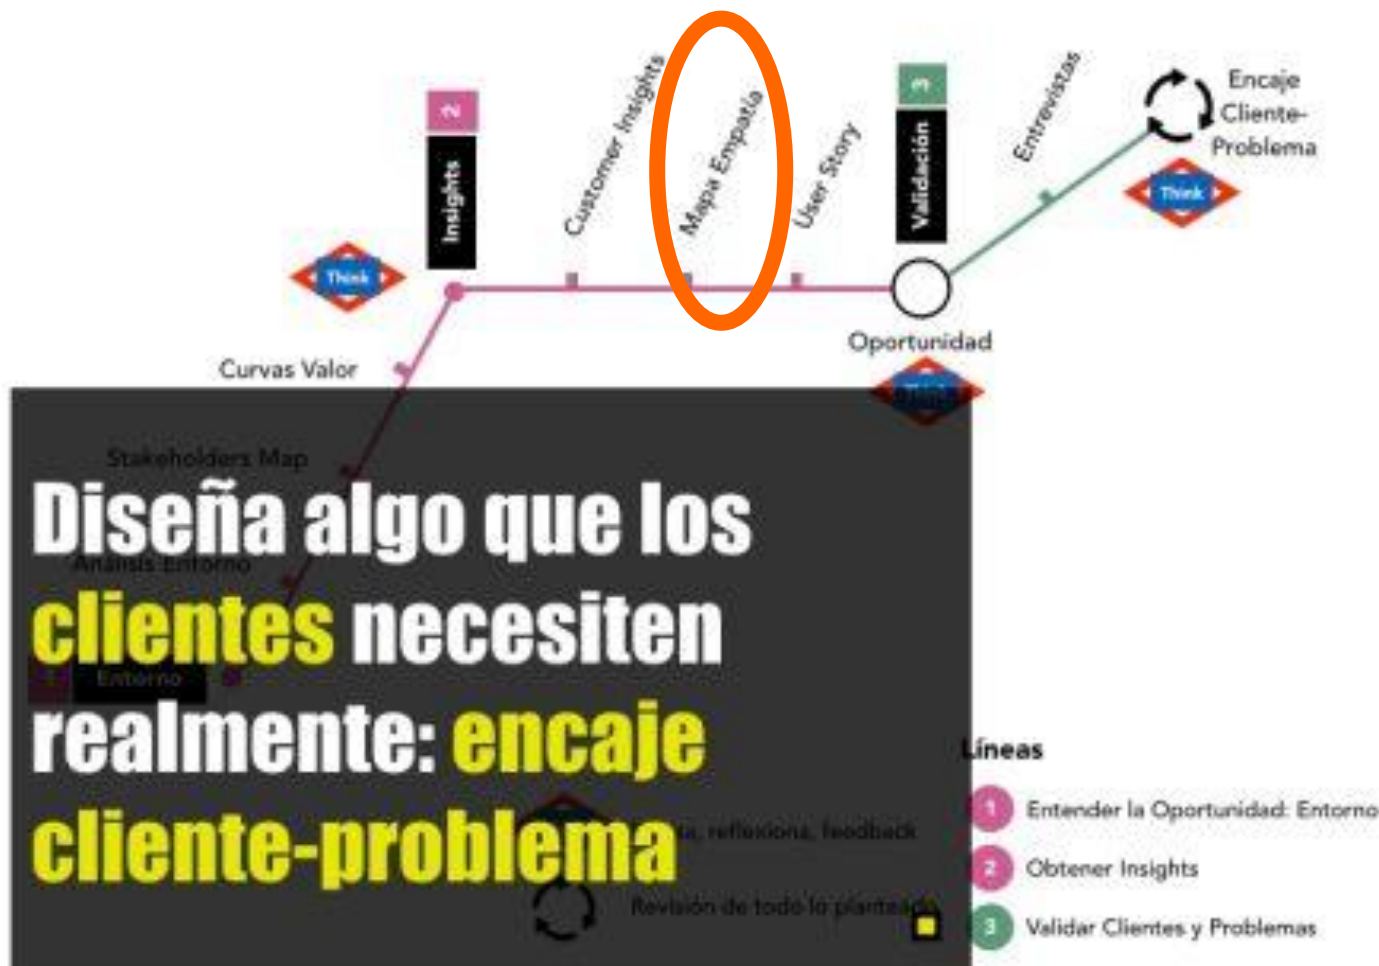 2
Insights
Customer Insights
Mapa Empatía
User Story
3
Validación
Entrevistas
Encaje
Cliente-
Problema
Think
Think
Oportunidad
Curvas Valor
Stakeholders Map
Análisis Entorno
Entorno
Diseña algo que los
clientes necesiten
realmente: encaje
cliente-problema
reflexiona, feedback
Revisión de todo lo planteado
Líneas
1 Entender la Oportunidad: Entorno
2 Obtener Insights
3 Validar Clientes y Problemas